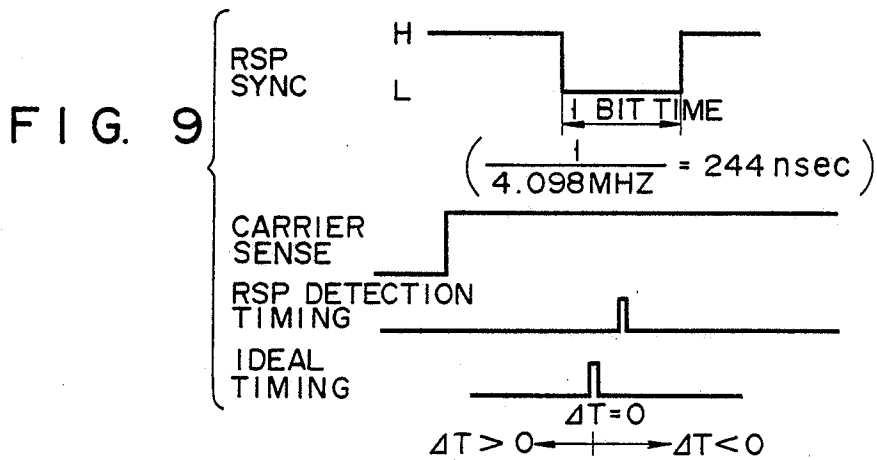 FIG. 9
RSP
SYNC
H
L
1 BIT TIME
( 1 / 4.098MHZ = 244 nsec )
CARRIER
SENSE
RSP DETECTION
TIMING
IDEAL
TIMING
ΔT=0
ΔT>0
ΔT<0